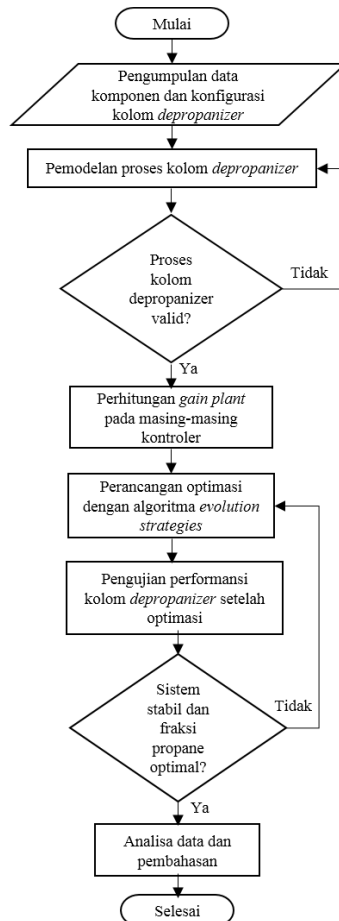 Mulai
Pengumpulan data
komponen dan konfigurasi
kolom depropanizer
Pemodelan proses kolom depropanizer
Proses
kolom
depropanizer
valid?
Tidak
Ya
Perhitungan gain plant
pada masing-masing
kontroler
Perancangan optimasi
dengan algoritma evolution
strategies
Pengujian performansi
kolom depropanizer setelah
optimasi
Sistem
stabil dan
fraksi
propane
optimal?
Tidak
Ya
Analisa data dan
pembahasan
Selesai